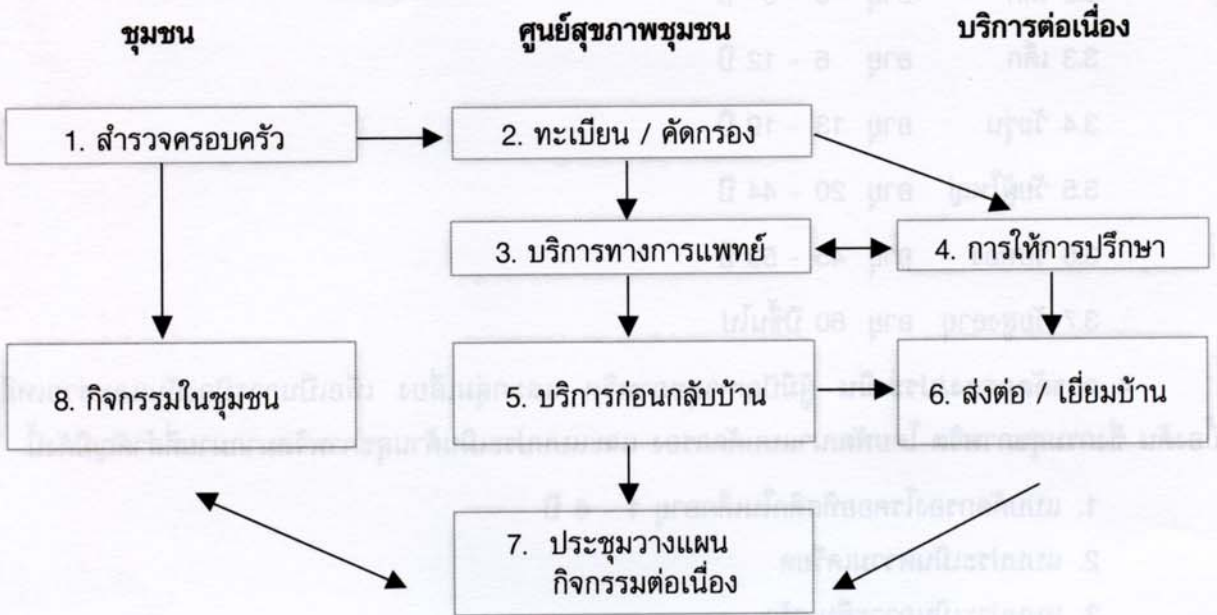 ชุมชน
ศูนย์สุขภาพชุมชน
บริการต่อเนื่อง
1. สำรวจครอบครัว
2. ทะเบียน / คัดกรอง
3. บริการทางการแพทย์
4. การให้การปรึกษา
8. กิจกรรมในชุมชน
5. บริการก่อนกลับบ้าน
6. ส่งต่อ / เยี่ยมบ้าน
7. ประชุมวางแผน
กิจกรรมต่อเนื่อง